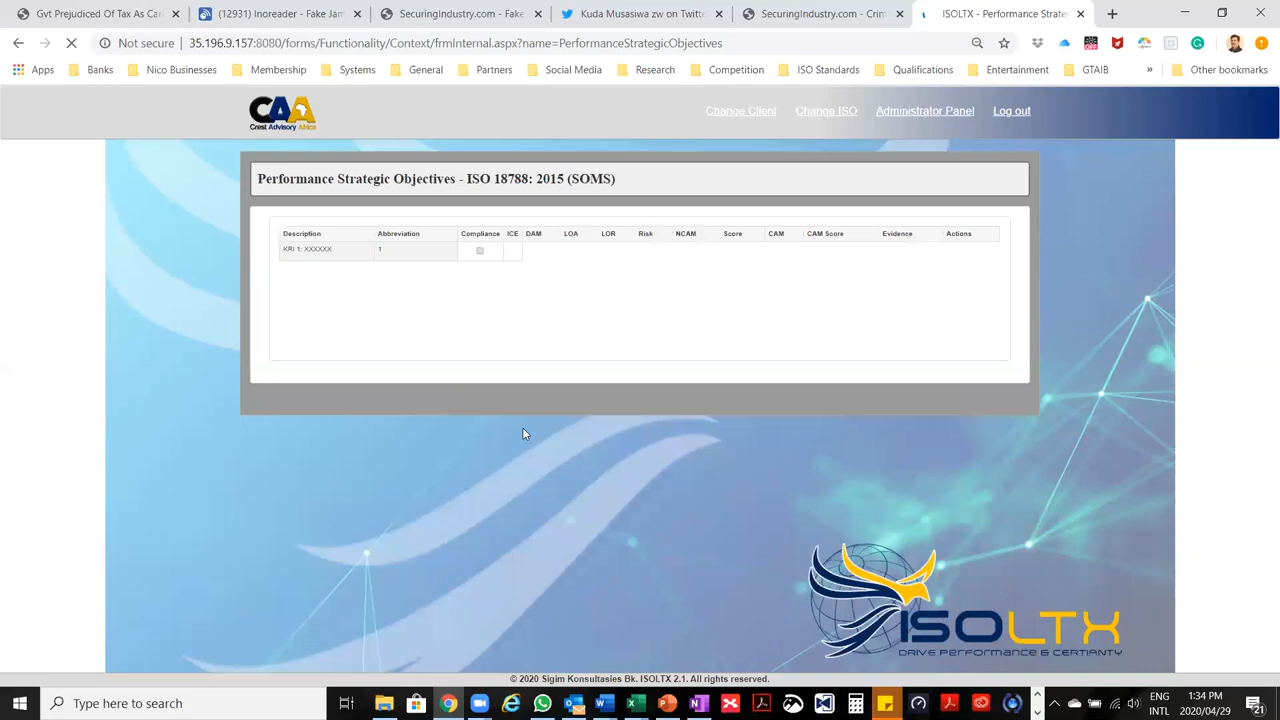 Gvt Prejudiced Of Tax As Cartel
(12931) Inoreader - Fake Jam
SecuringIndustry.com - Fake
Kuda Musasiwa zw on Twitte
SecuringIndustry.com - Crim
ISOLTX - Performance Strate
Not secure 35.196.9.157:8080/forms/FunctionalityContext/fntInternal.aspx?name=PerformanceStrategicObjectives
Apps Banks Nico Businesses Membership Systems General Partners Social Media Research Competition ISO Standards Qualifications Entertainment GTAIB » Other bookmarks
CAA
Crest Advisory Africa
Change Client Change ISO Administrator Panel Log out
Performance Strategic Objectives - ISO 18788: 2015 (SOMS)
Description Abbreviation Compliance ICE DAM LOA LOR Risk NCAM Score CAM CAM Score Evidence Actions
KRI 1: XXXXXX 1
ISOLTX
DRIVE PERFORMANCE & CERTIANTY
© 2020 Sigim Konsultasies Bk. ISOLTX 2.1. All rights reserved.
Type here to search
ENG
INTL
1:34 PM
2020/04/29
21